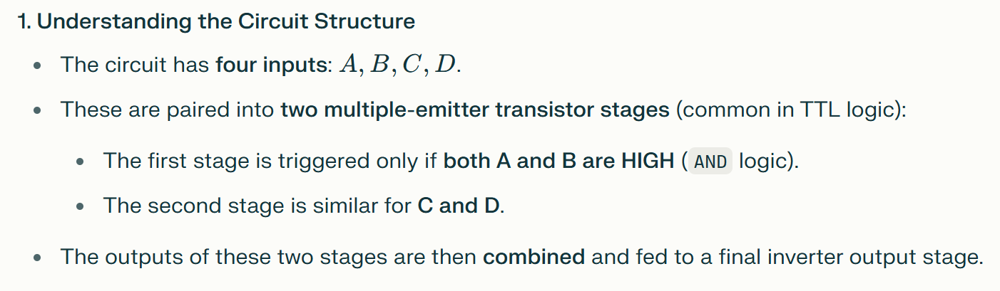 1. Understanding the Circuit Structure
• The circuit has four inputs: A, B, C, D.
• These are paired into two multiple-emitter transistor stages (common in TTL logic):
• The first stage is triggered only if both A and B are HIGH (AND logic).
• The second stage is similar for C and D.
• The outputs of these two stages are then combined and fed to a final inverter output stage.